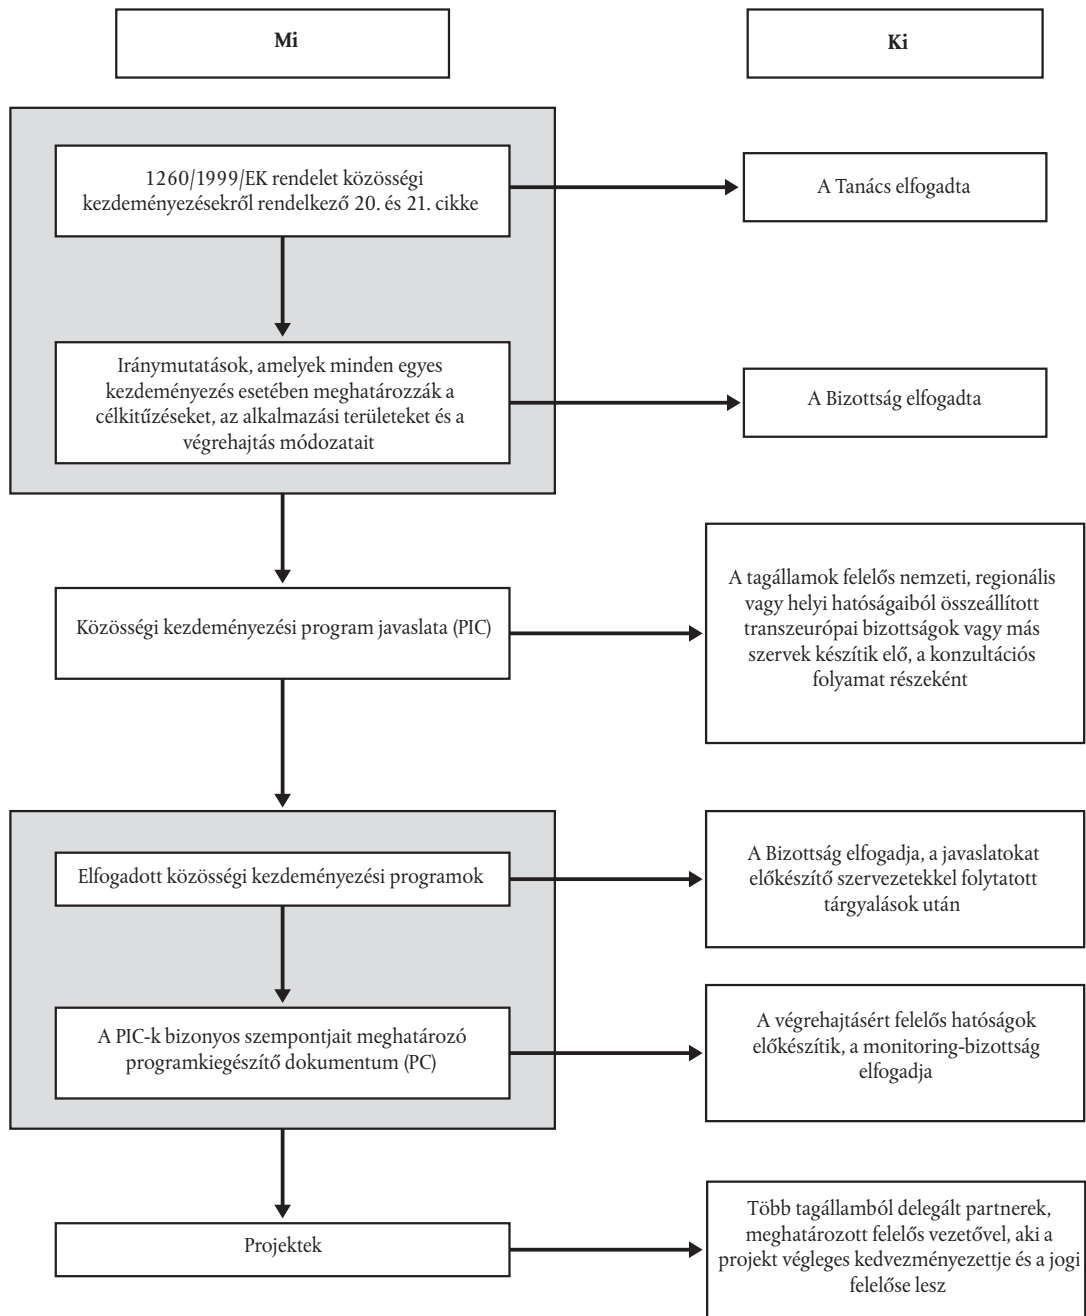 Mi
Ki
1260/1999/EK rendelet közösségi
kezdeményezésekről rendelkező 20. és 21. cikke
A Tanács elfogadta
Iránymutatások, amelyek minden egyes
kezdeményezés esetében meghatározzák a
célkitűzéseket, az alkalmazási területeket és a
végrehajtás módozatait
A Bizottság elfogadta
Közösségi kezdeményezési program javaslata (PIC)
A tagállamok felelős nemzeti, regionális
vagy helyi hatóságaiból összeállított
transzeurópai bizottságok vagy más
szervek készítik elő, a konzultációs
folyamat részeként
Elfogadott közösségi kezdeményezési programok
A Bizottság elfogadja, a javaslatokat
előkészítő szervezetekkel folytatott
tárgyalások után
A PIC-k bizonyos szempontjait meghatározó
programkiegészítő dokumentum (PC)
A végrehajtásért felelős hatóságok
előkészítik, a monitoring-bizottság
elfogadja
Projektek
Több tagállamból delegált partnerek,
meghatározott felelős vezetővel, aki a
projekt végleges kedvezményezettje és a jogi
felelőse lesz